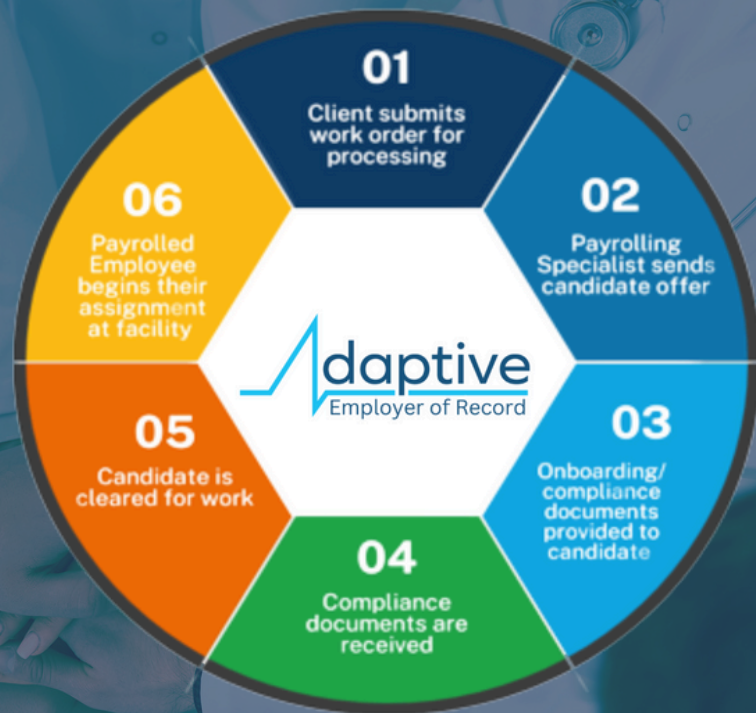 01
Client submits
work order for
processing
02
Payrolling
Specialist sends
candidate offer
03
Onboarding/
compliance
documents
provided to
candidate
04
Compliance
documents are
received
05
Candidate is
cleared for work
06
Payrolled
Employee
begins their
assignment
at facility
Adaptive
Employer of Record